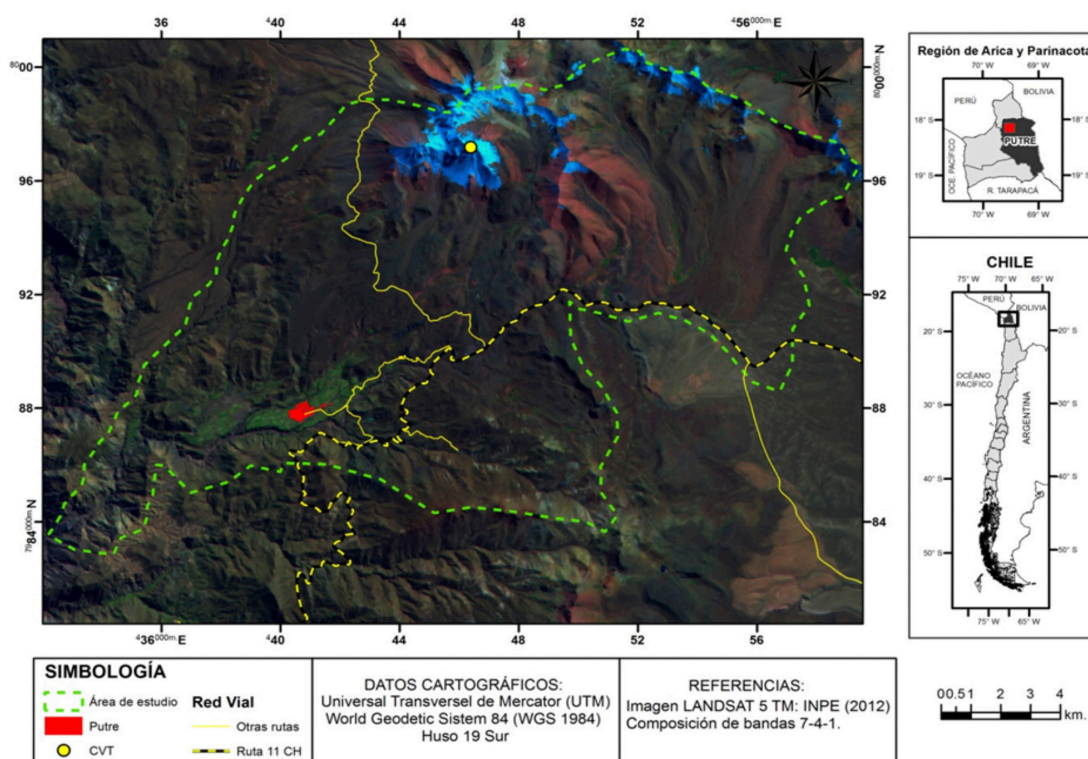 36
⁴40
44
48
52
⁴56⁰⁰⁰ᵐ·E
⁸⁰00
96
92
88
⁷⁹84⁰⁰⁰ᵐ·N
⁸⁰00⁰⁰⁰ᵐ·N
96
92
88
84
⁴36⁰⁰⁰ᵐ·E
⁴40
44
48
52
56
Región de Arica y Parinacota
70° W
69° W
PERÚ
BOLIVIA
18° S
18° S
PUTRE
OCE. PACÍFICO
19° S
19° S
R. TARAPACÁ
70° W
69° W
CHILE
75° W
70° W
65° W
PERÚ
BOLIVIA
20° S
20° S
OCÉANO
PACÍFICO
30° S
30° S
ARGENTINA
40° S
40° S
50° S
50° S
75° W
70° W
65° W
SIMBOLOGÍA
Área de estudio
Putre
CVT
Red Vial
Otras rutas
Ruta 11 CH
DATOS CARTOGRÁFICOS:
Universal Transversel de Mercator (UTM)
World Geodetic Sistem 84 (WGS 1984)
Huso 19 Sur
REFERENCIAS:
Imagen LANDSAT 5 TM: INPE (2012)
Composición de bandas 7-4-1.
0 0.5 1 2 3 4
km.